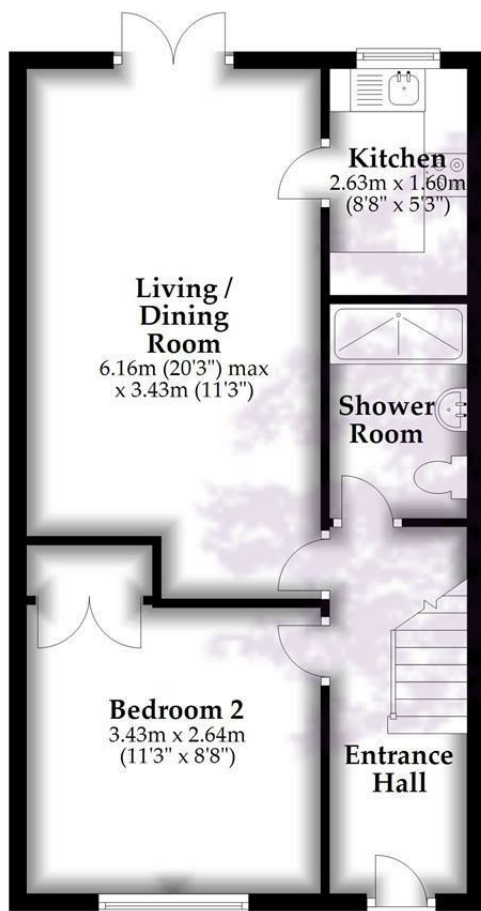 Kitchen
2.63m x 1.60m
(8'8" x 5'3")
Living /
Dining
Room
6.16m (20'3") max
x 3.43m (11'3")
Shower
Room
Bedroom 2
3.43m x 2.64m
(11'3" x 8'8")
Entrance
Hall